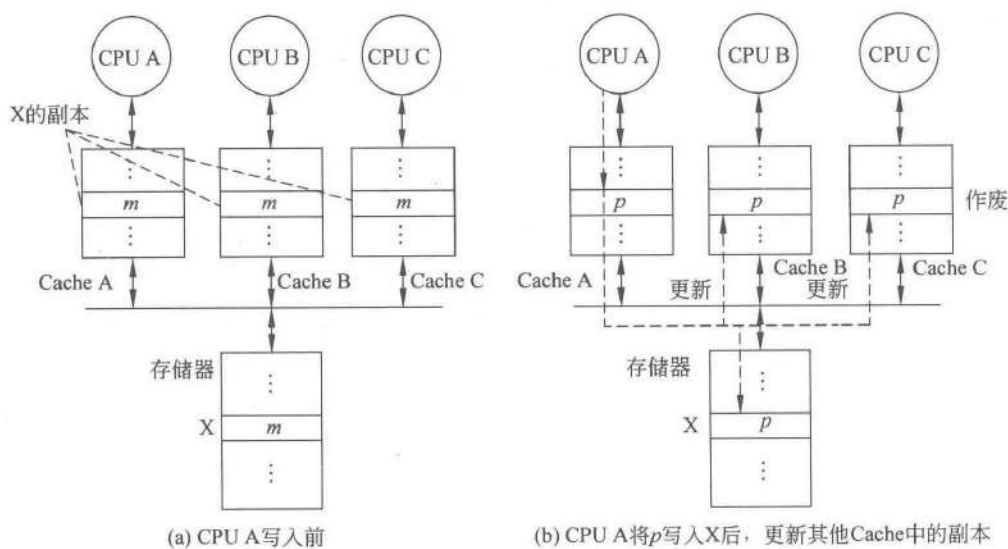 CPU A
CPU B
CPU C
X的副本
⋮
⋮
⋮
m
m
m
⋮
⋮
⋮
Cache A
Cache B
Cache C
存储器
⋮
X
m
⋮
(a) CPU A写入前
CPU A
CPU B
CPU C
⋮
⋮
⋮
p
p
p
作废
⋮
⋮
⋮
Cache A
Cache B
Cache C
更新
更新
存储器
⋮
X
p
⋮
(b) CPU A将p写入X后，更新其他Cache中的副本